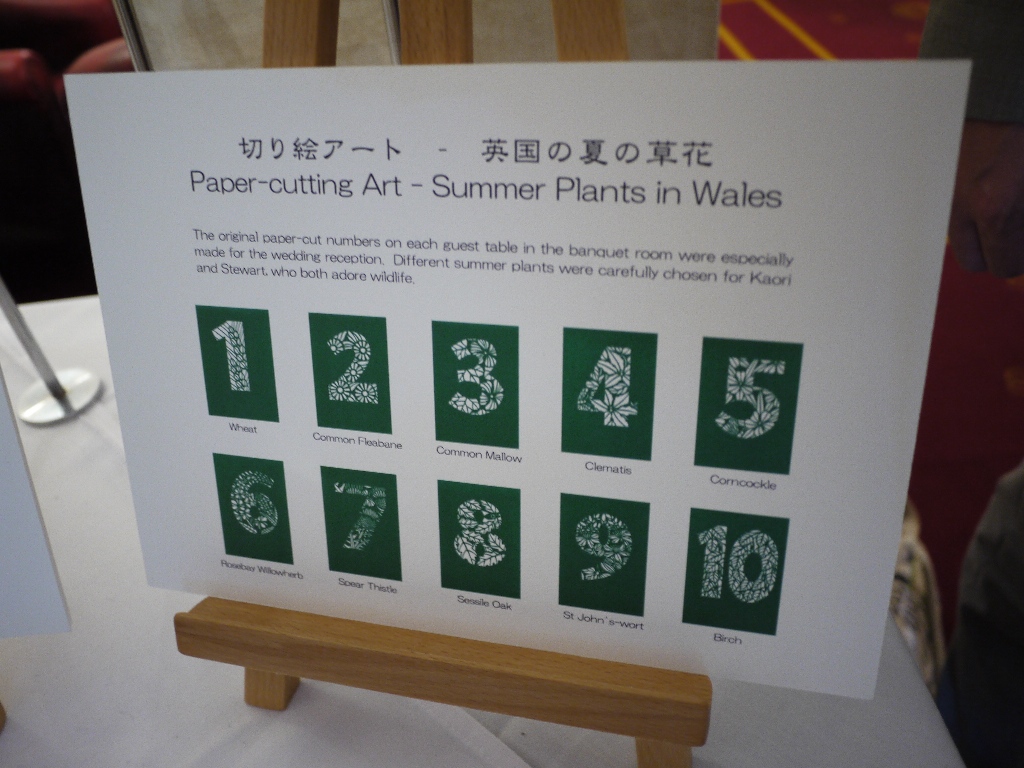 切り絵アート - 英国の夏の草花
Paper-cutting Art - Summer Plants in Wales
The original paper-cut numbers on each guest table in the banquet room were especially
made for the wedding reception. Different summer plants were carefully chosen for Kaori
and Stewart, who both adore wildlife.
1 2 3 4 5
Wheat Common Fleabane Common Mallow Clematis Corncockle
6 7 8 9 10
Rosebay Willowherb Spear Thistle Sessile Oak St John's-wort Birch